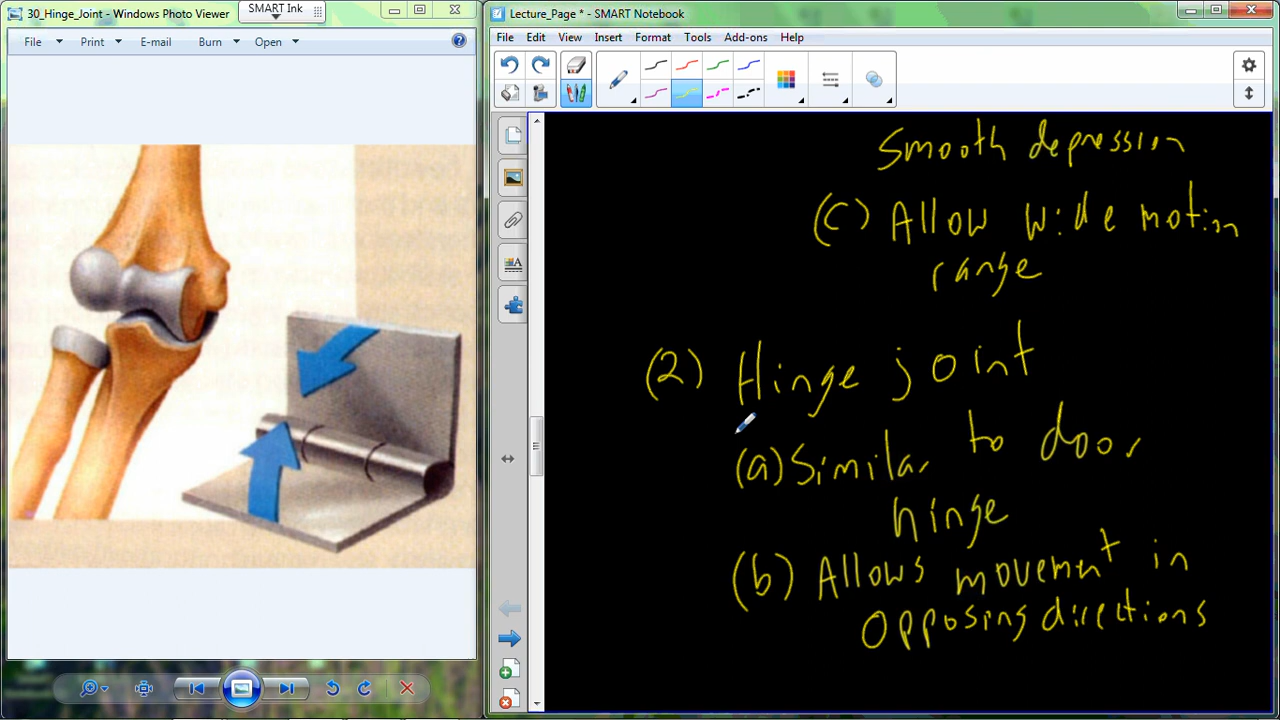 30_Hinge_Joint - Windows Photo Viewer
SMART Ink
File Print E-mail Burn Open
Lecture_Page * - SMART Notebook
File Edit View Insert Format Tools Add-ons Help
Smooth depression
(C) Allow wide motion
range
(2) Hinge joint
(a) Similar to door
hinge
(b) Allows movement in
opposing directions